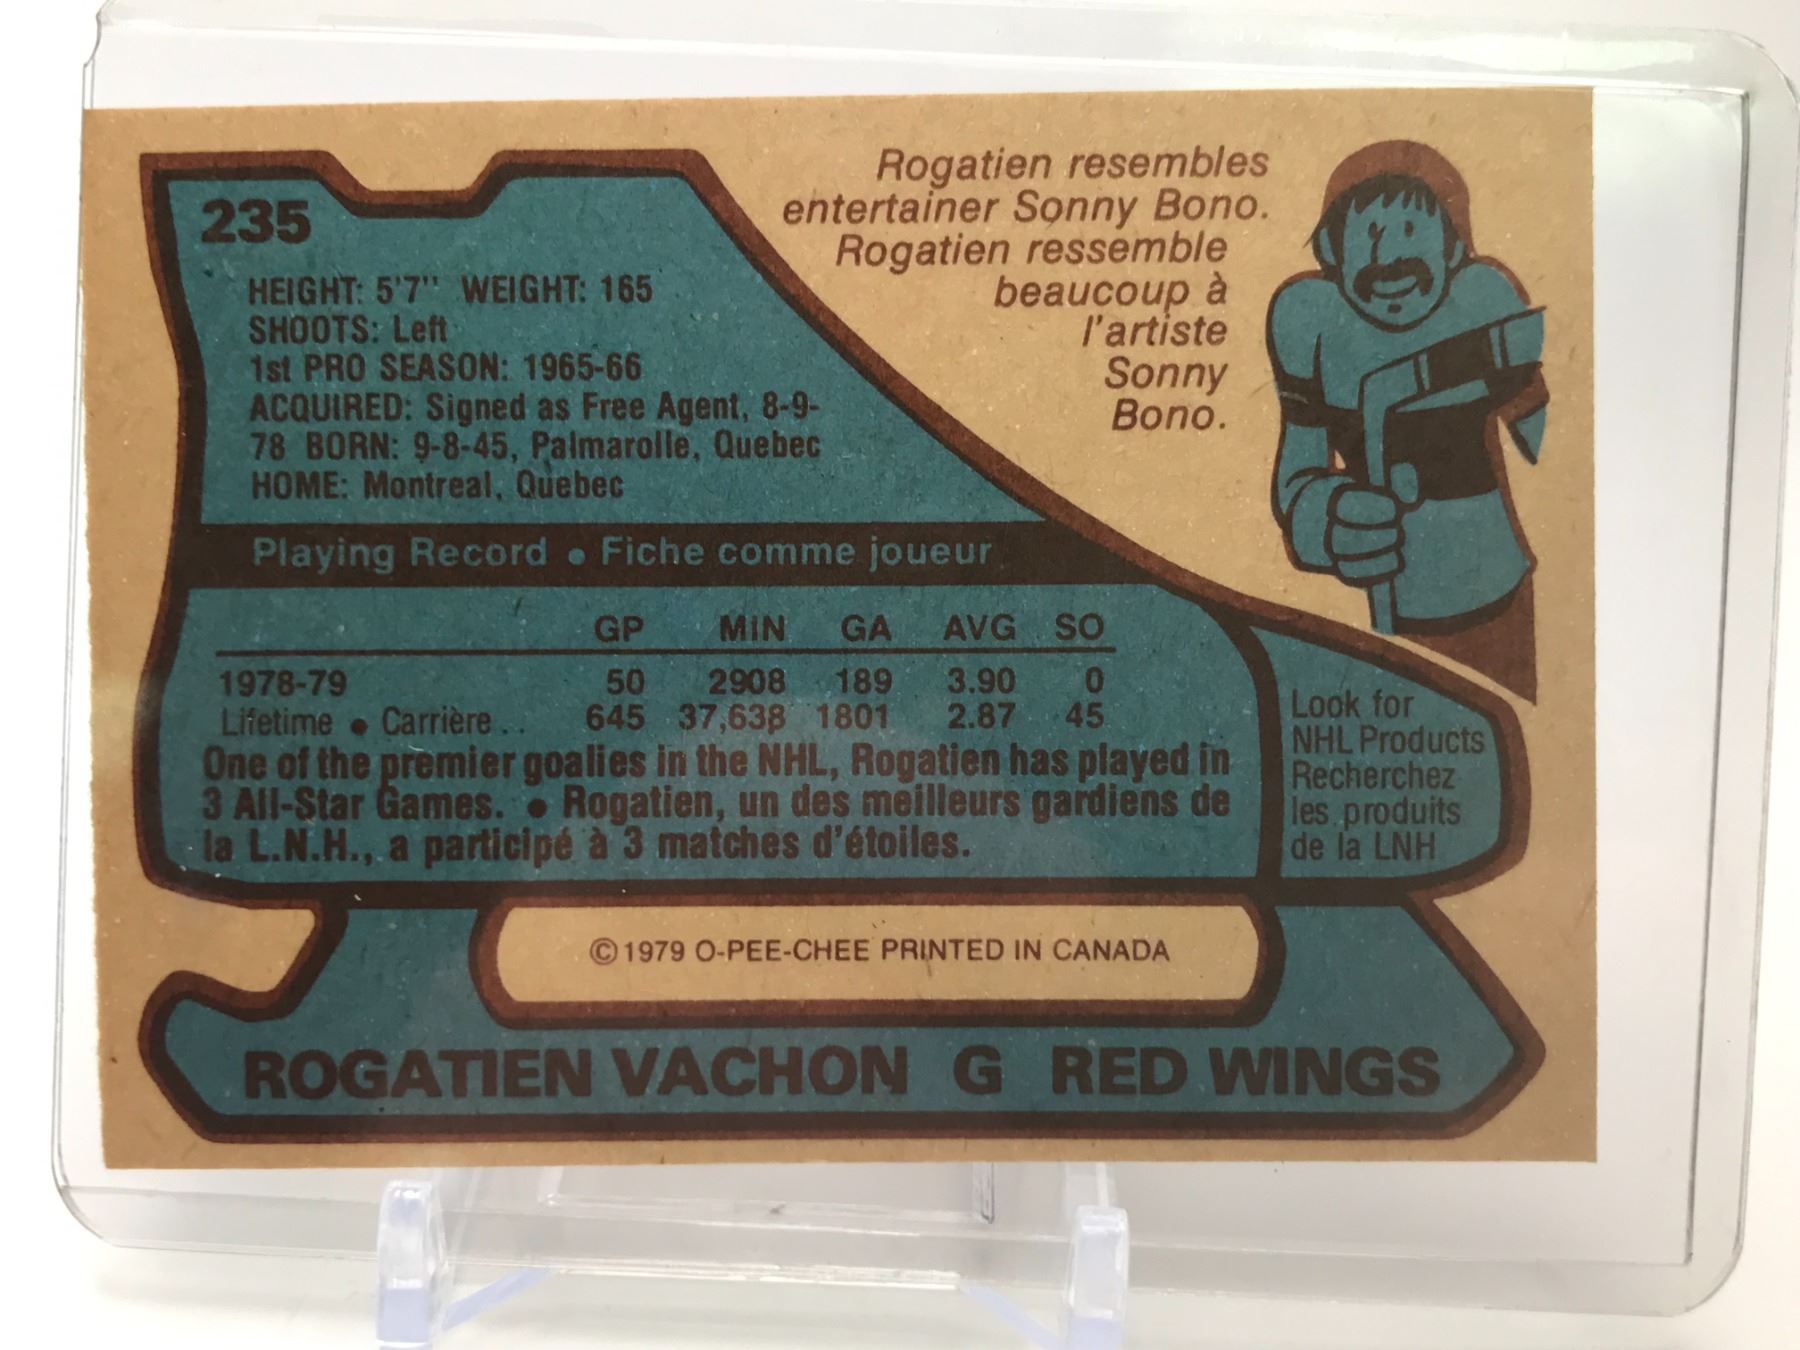 235
HEIGHT: 5'7" WEIGHT: 165
SHOOTS: Left
1st PRO SEASON: 1965-66
ACQUIRED: Signed as Free Agent, 8-9-
78 BORN: 9-8-45, Palmarolle, Quebec
HOME: Montreal, Quebec
Rogatien resembles
entertainer Sonny Bono.
Rogatien ressemble
beaucoup à
l'artiste
Sonny
Bono.
Playing Record • Fiche comme joueur
GP MIN GA AVG SO
1978-79 50 2908 189 3.90 0
Lifetime • Carrière .. 645 37,638 1801 2.87 45
One of the premier goalies in the NHL, Rogatien has played in
3 All-Star Games. • Rogatien, un des meilleurs gardiens de
la L.N.H., a participé à 3 matches d'étoiles.
Look for
NHL Products
Recherchez
les produits
de la LNH
© 1979 O-PEE-CHEE PRINTED IN CANADA
ROGATIEN VACHON G RED WINGS